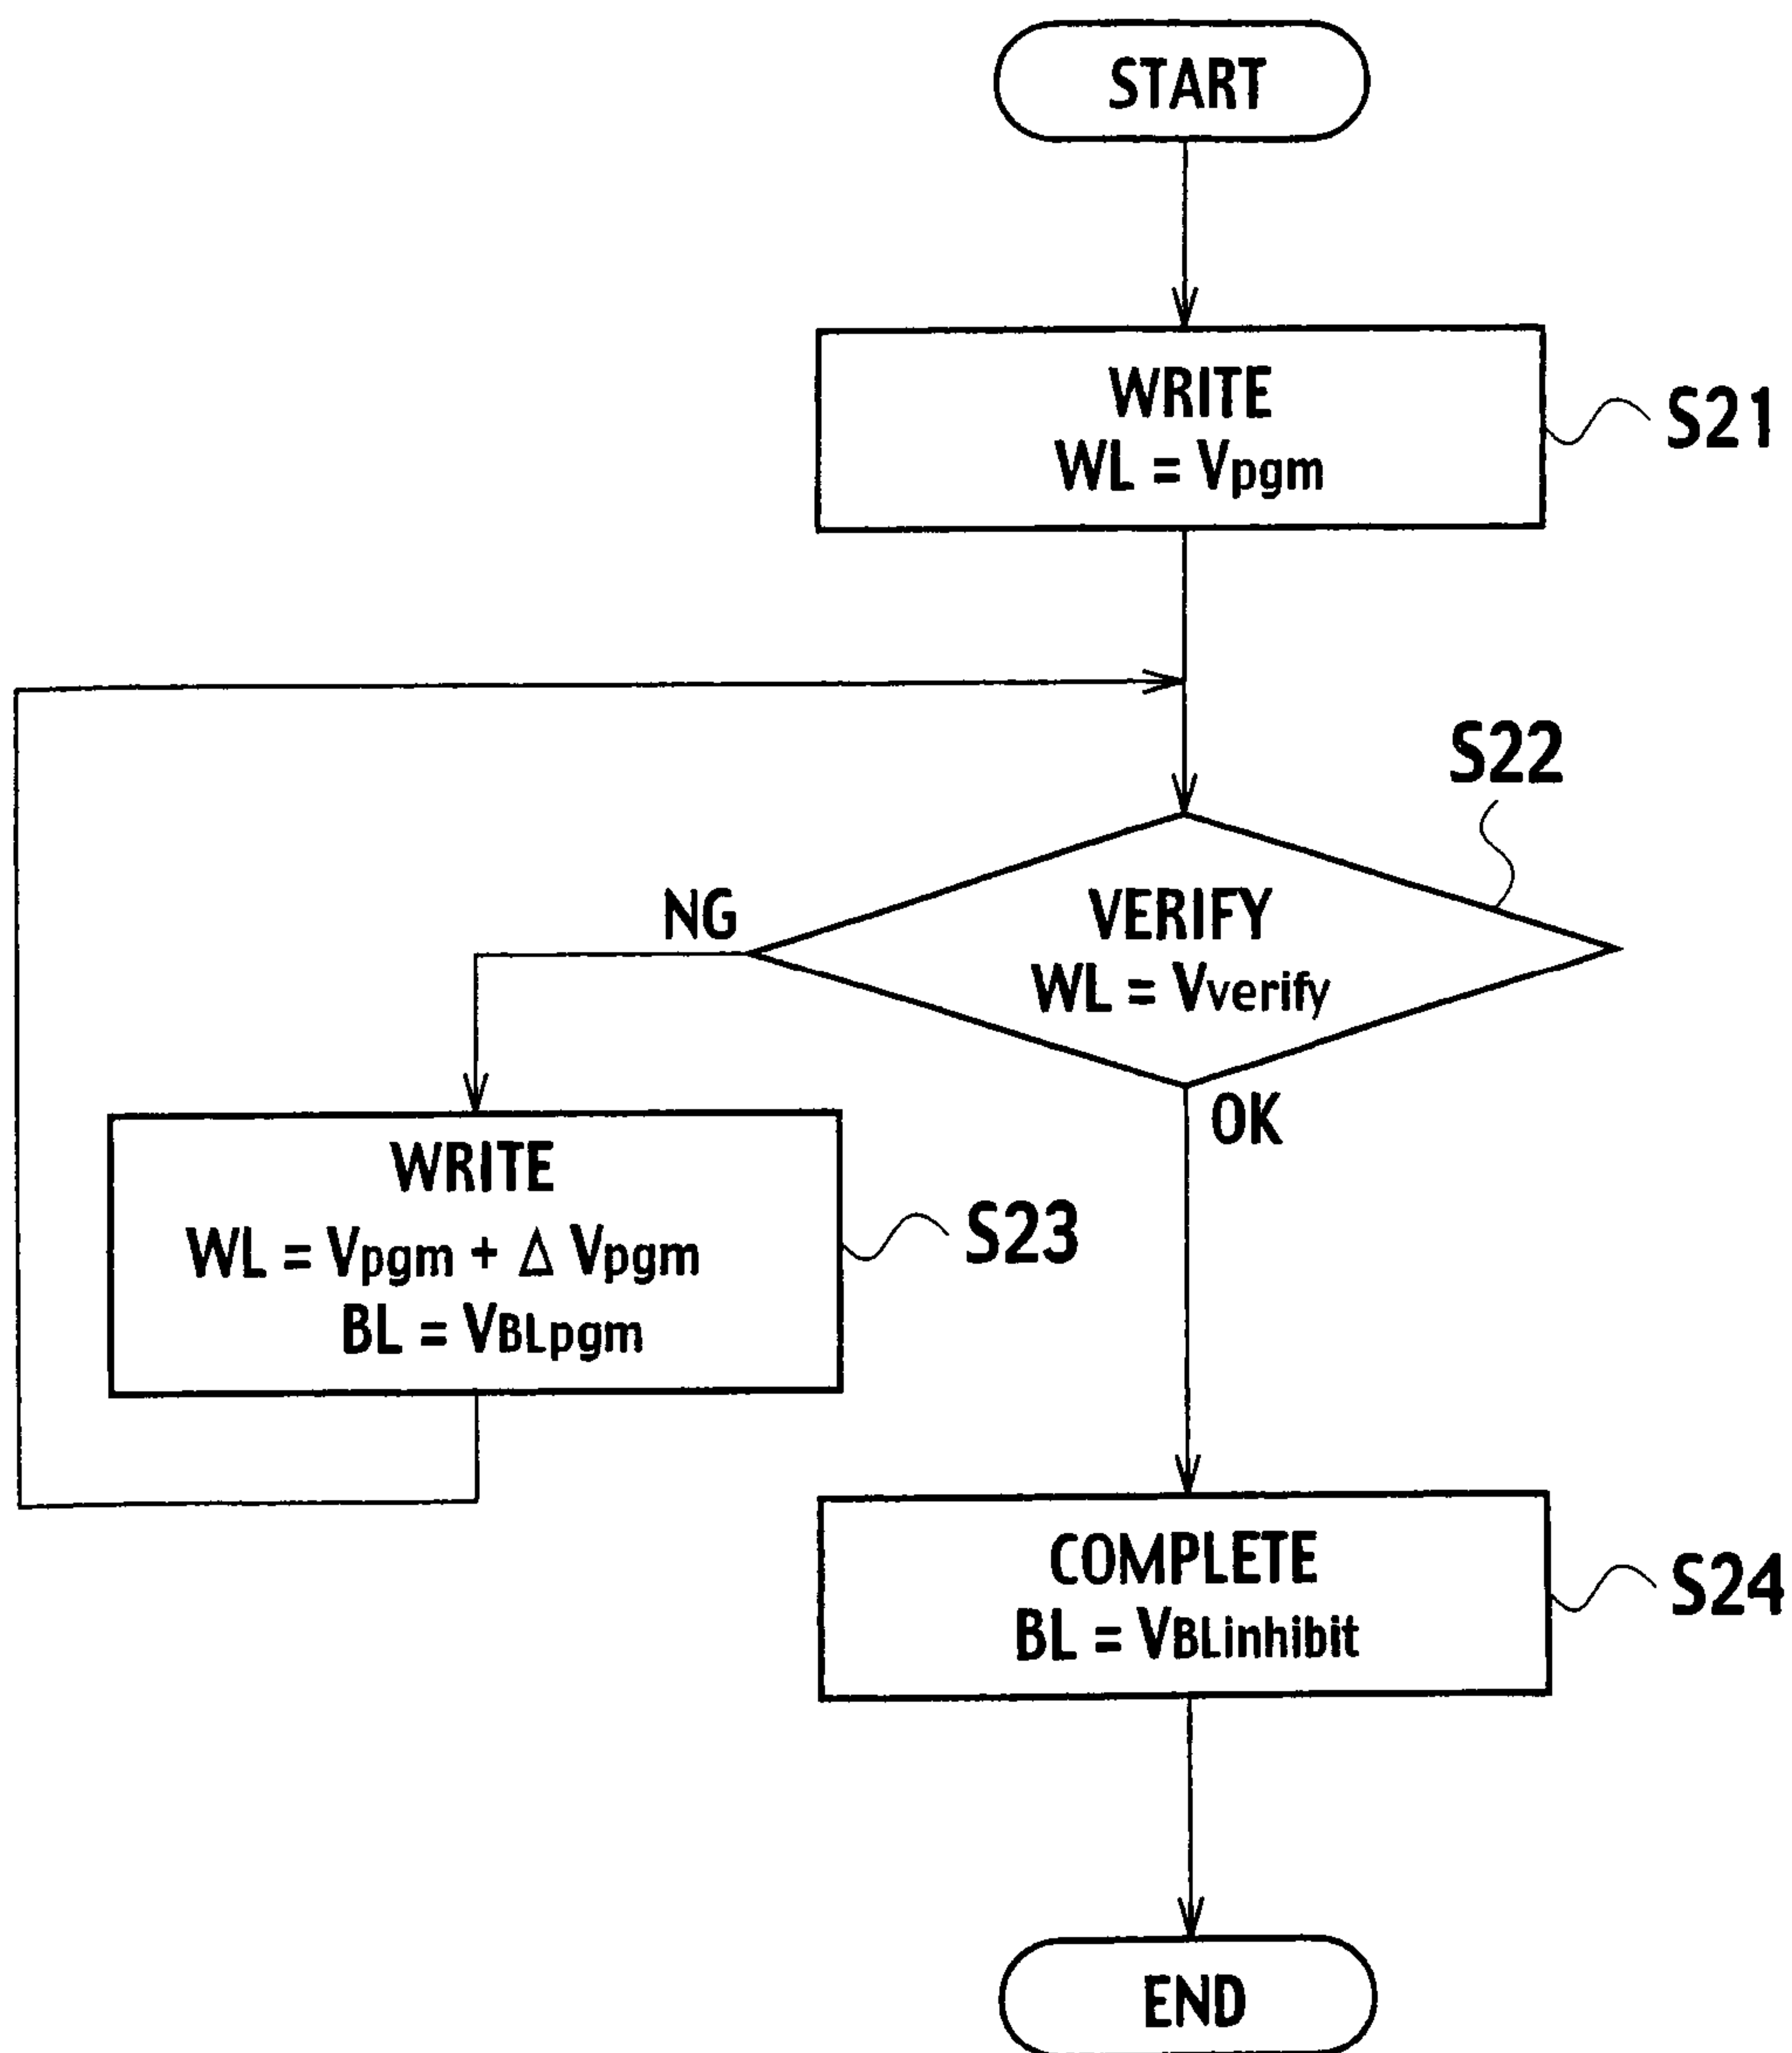 START
WRITE
WL = Vpgm
S21
S22
NG
VERIFY
WL = Vverify
OK
WRITE
WL = Vpgm + Δ Vpgm
BL = VBLpgm
S23
COMPLETE
BL = VBLinhibit
S24
END